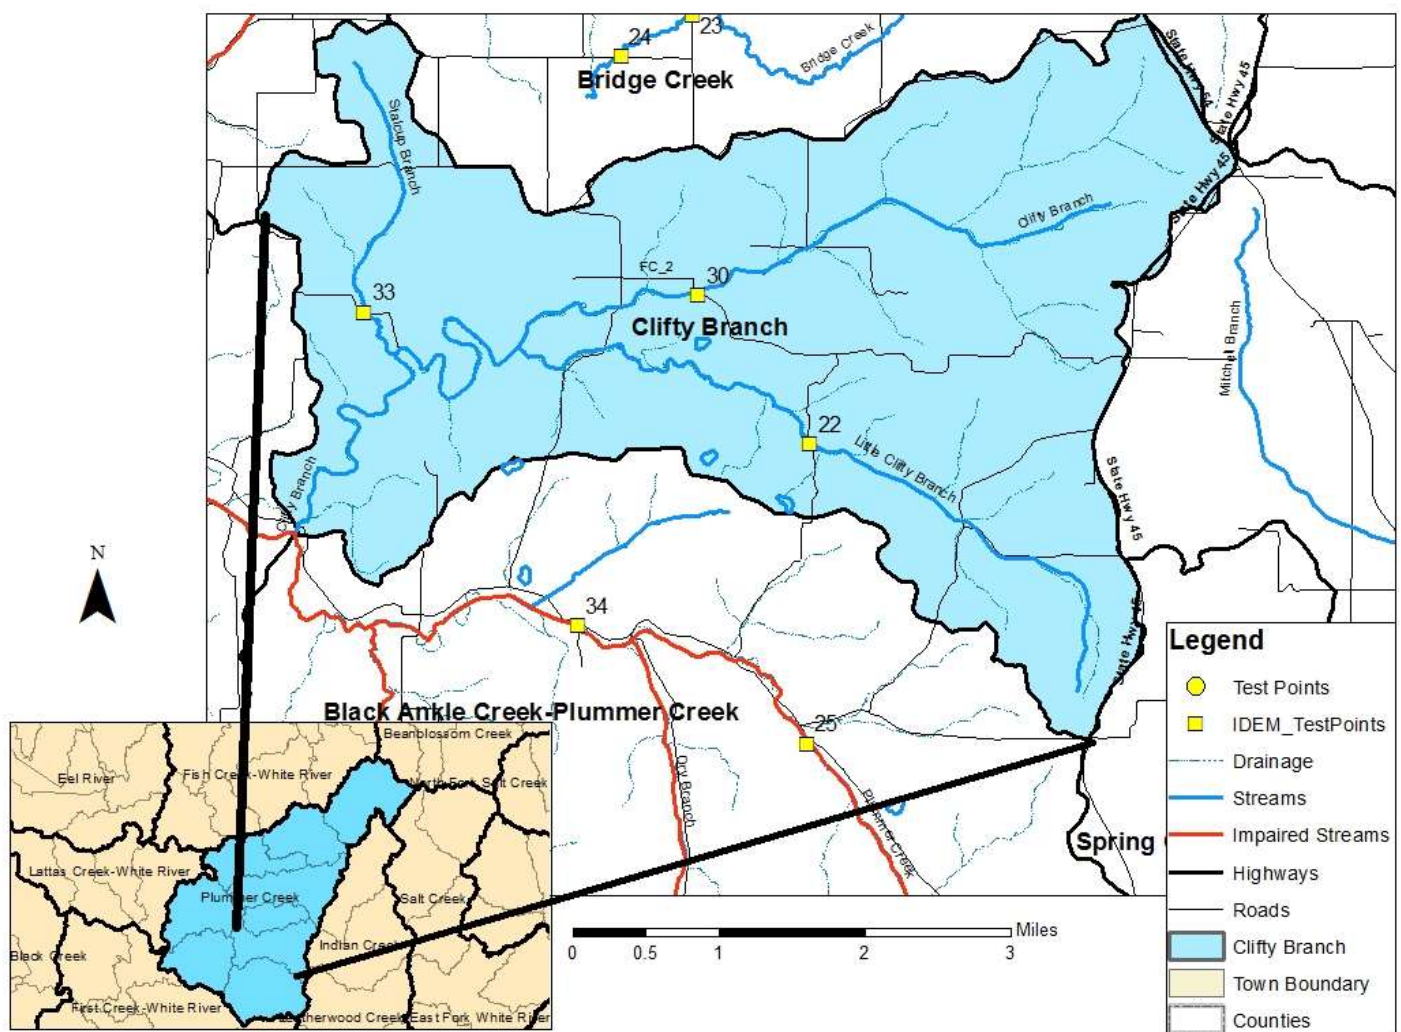 23
24
Bridge Creek
Bridge Creek
State Hwy 54
State Hwy 45
State Hwy 45
Stalcup Branch
Clifty Branch
FC_2
30
33
Clifty Branch
Mitchell Branch
22
Little Clifty Branch
Clifty Branch
State Hwy 45
State Hwy 45
N
34
Black Ankle Creek-Plummer Creek
25
Dry Branch
Plummer Creek
Spring
Legend
Test Points
IDEM_TestPoints
Drainage
Streams
Impaired Streams
Highways
Roads
Clifty Branch
Town Boundary
Counties
Beanblossom Creek
Eel River
Fish Creek-White River
North Fork Salt Creek
Lattas Creek-White River
Plummer Creek
Salt Creek
Black Creek
Indian Creek
First Creek-White River
Leatherwood Creek East Fork White River
Miles
0 0.5 1 2 3